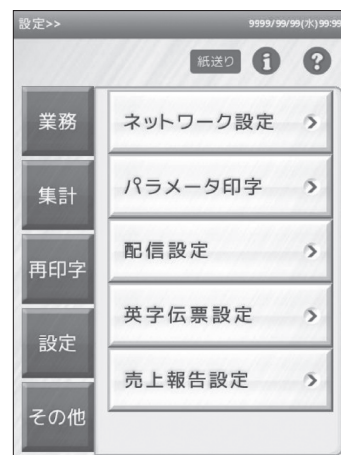 設定>> 9999/99/99(水)99:99
紙送り i ?
業務
集計
再印字
設定
その他
ネットワーク設定
パラメータ印字
配信設定
英字伝票設定
売上報告設定